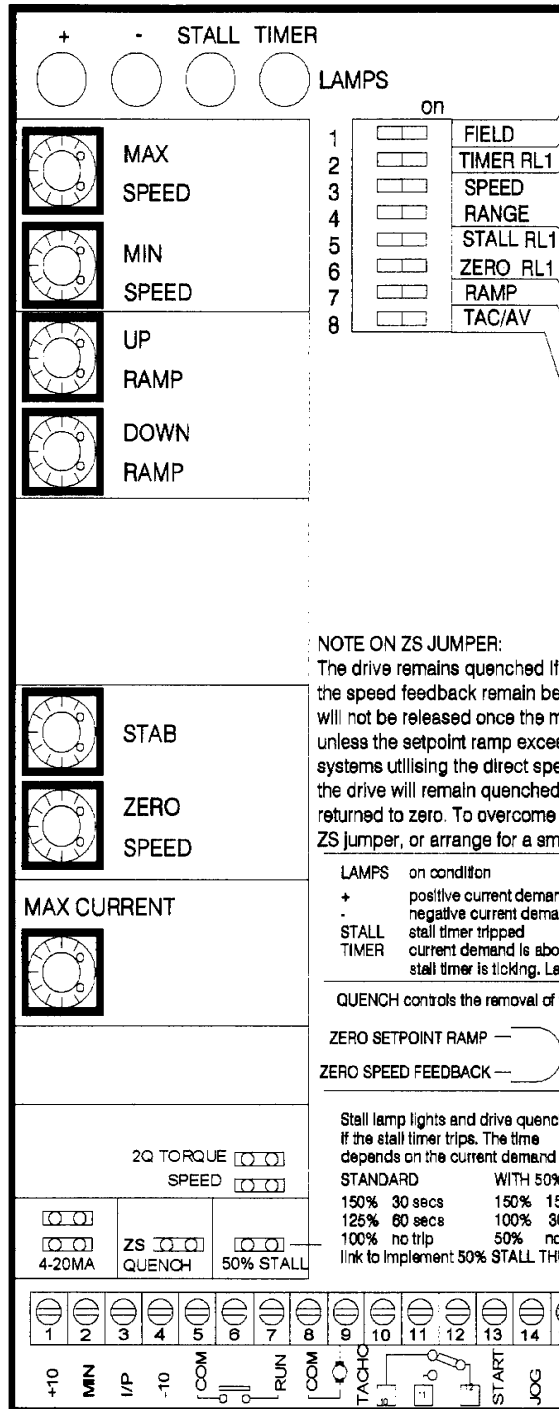 + - STALL TIMER
LAMPS
on
1 FIELD
2 TIMER RL1
3 SPEED
4 RANGE
5 STALL RL1
6 ZERO RL1
7 RAMP
8 TAC/AV
MAX
SPEED
MIN
SPEED
UP
RAMP
DOWN
RAMP
STAB
ZERO
SPEED
MAX CURRENT
NOTE ON ZS JUMPER:
The drive remains quenched If
the speed feedback remain be
will not be released once the m
unless the setpoint ramp excee
systems utilising the direct spe
the drive will remain quenched
returned to zero. To overcome
ZS jumper, or arrange for a sm
LAMPS on condition
+ positive current deman
- negative current dema
STALL stall timer tripped
TIMER current demand is abo
stall timer is ticking. La
QUENCH controls the removal of
ZERO SETPOINT RAMP
ZERO SPEED FEEDBACK
Stall lamp lights and drive quenc
if the stall timer trips. The time
depends on the current demand
STANDARD WITH 50%
150% 30 secs 150% 15
125% 60 secs 100% 30
100% no trip 50% no
link to implement 50% STALL TH
2Q TORQUE
SPEED
4-20MA
ZS
QUENCH
50% STALL
1 2 3 4 5 6 7 8 9 10 11 12 13 14
+10 MIN I/P -10 COM RUN COM TACHO 10 11 12 START JOG